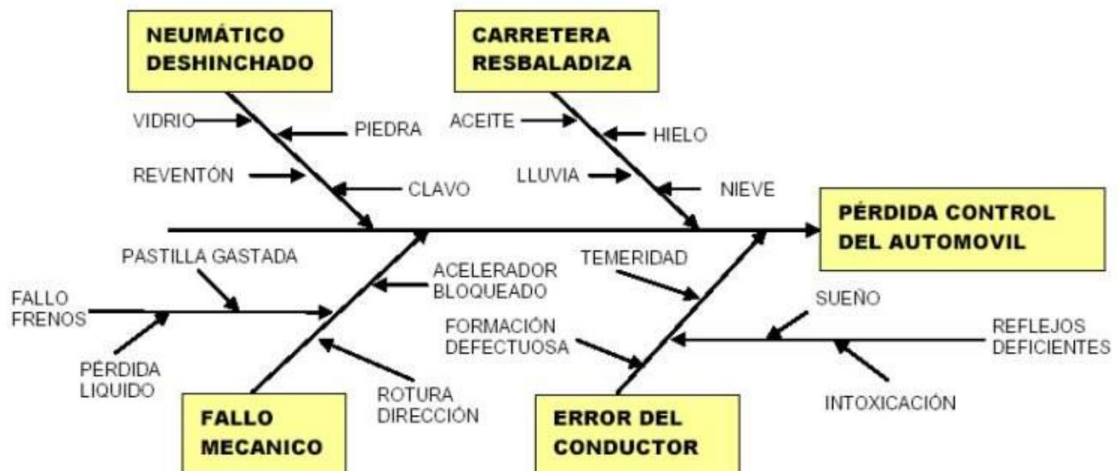 NEUMÁTICO
DESHINCHADO
CARRETERA
RESBALADIZA
VIDRIO
PIEDRA
REVENTÓN
CLAVO
ACEITE
HIELO
LLUVIA
NIEVE
PÉRDIDA CONTROL
DEL AUTOMOVIL
PASTILLA GASTADA
FALLO
FRENOS
PÉRDIDA
LIQUIDO
ACELERADOR
BLOQUEADO
ROTURA
DIRECCIÓN
FALLO
MECANICO
TEMERIDAD
FORMACIÓN
DEFECTUOSA
SUEÑO
REFLEJOS
DEFICIENTES
INTOXICACIÓN
ERROR DEL
CONDUCTOR